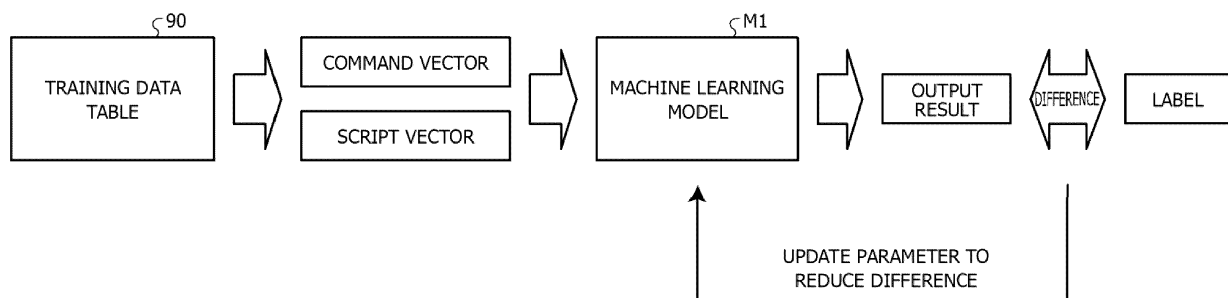 90
M1
TRAINING DATA
TABLE
COMMAND VECTOR
SCRIPT VECTOR
MACHINE LEARNING
MODEL
OUTPUT
RESULT
DIFFERENCE
LABEL
UPDATE PARAMETER TO
REDUCE DIFFERENCE